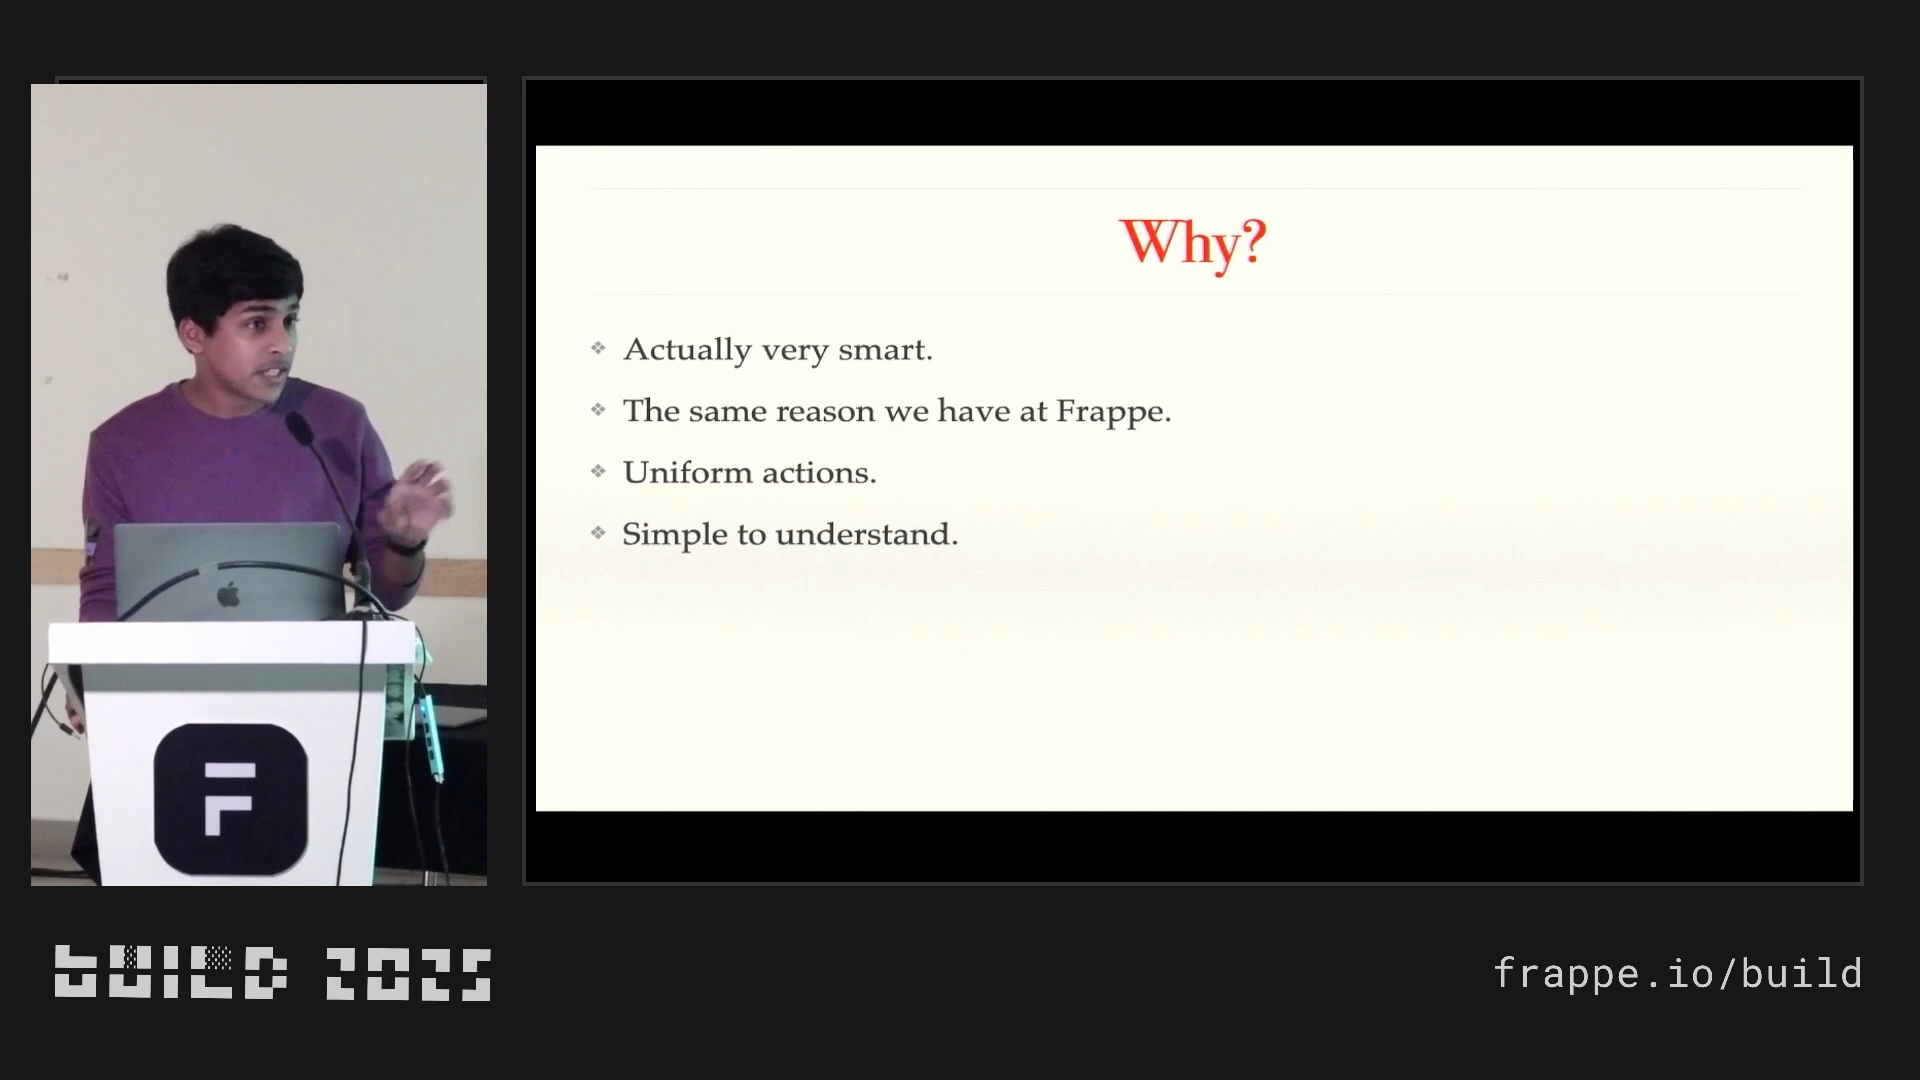 Why?
Actually very smart.
The same reason we have at Frappe.
Uniform actions.
Simple to understand.
F
BUILD 2025
frappe.io/build